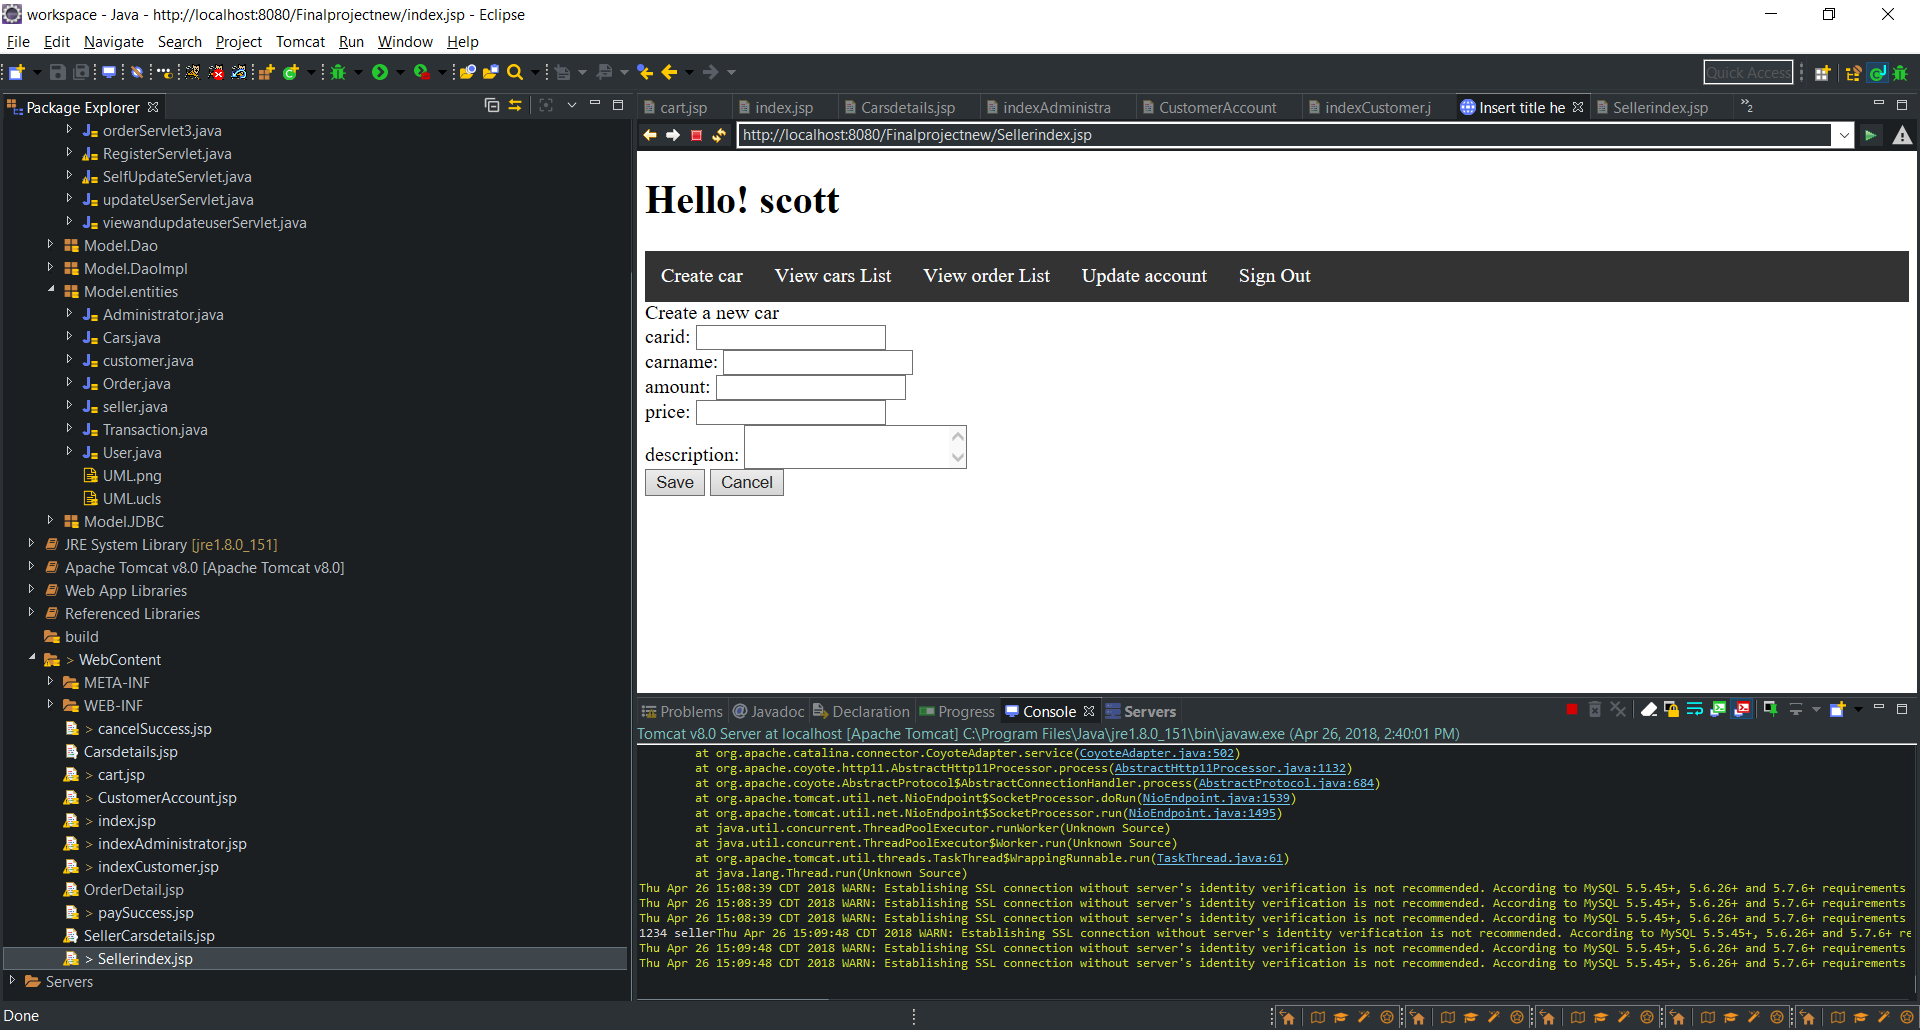 workspace - Java - http://localhost:8080/Finalprojectnew/index.jsp - Eclipse
File Edit Navigate Search Project Tomcat Run Window Help
Quick Access
Package Explorer
orderServlet3.java
RegisterServlet.java
SelfUpdateServlet.java
updateUserServlet.java
viewandupdateuserServlet.java
Model.Dao
Model.DaoImpl
Model.entities
Administrator.java
Cars.java
customer.java
Order.java
seller.java
Transaction.java
User.java
UML.png
UML.ucls
Model.JDBC
JRE System Library [jre1.8.0_151]
Apache Tomcat v8.0 [Apache Tomcat v8.0]
Web App Libraries
Referenced Libraries
build
> WebContent
META-INF
WEB-INF
> cancelSuccess.jsp
Carsdetails.jsp
> cart.jsp
> CustomerAccount.jsp
> index.jsp
> indexAdministrator.jsp
> indexCustomer.jsp
OrderDetail.jsp
> paySuccess.jsp
SellerCarsdetails.jsp
> Sellerindex.jsp
Servers
cart.jsp index.jsp Carsdetails.jsp indexAdministra CustomerAccount indexCustomer.j Insert title he Sellerindex.jsp »2
http://localhost:8080/Finalprojectnew/Sellerindex.jsp
Hello! scott
Create car View cars List View order List Update account Sign Out
Create a new car
carid:
carname:
amount:
price:
description:
Save Cancel
Problems @ Javadoc Declaration Progress Console Servers
Tomcat v8.0 Server at localhost [Apache Tomcat] C:\Program Files\Java\jre1.8.0_151\bin\javaw.exe (Apr 26, 2018, 2:40:01 PM)
at org.apache.catalina.connector.CoyoteAdapter.service(CoyoteAdapter.java:502)
at org.apache.coyote.http11.AbstractHttp11Processor.process(AbstractHttp11Processor.java:1132)
at org.apache.coyote.AbstractProtocol$AbstractConnectionHandler.process(AbstractProtocol.java:684)
at org.apache.tomcat.util.net.NioEndpoint$SocketProcessor.doRun(NioEndpoint.java:1539)
at org.apache.tomcat.util.net.NioEndpoint$SocketProcessor.run(NioEndpoint.java:1495)
at java.util.concurrent.ThreadPoolExecutor.runWorker(Unknown Source)
at java.util.concurrent.ThreadPoolExecutor$Worker.run(Unknown Source)
at org.apache.tomcat.util.threads.TaskThread$WrappingRunnable.run(TaskThread.java:61)
at java.lang.Thread.run(Unknown Source)
Thu Apr 26 15:08:39 CDT 2018 WARN: Establishing SSL connection without server's identity verification is not recommended. According to MySQL 5.5.45+, 5.6.26+ and 5.7.6+ requirements
Thu Apr 26 15:08:39 CDT 2018 WARN: Establishing SSL connection without server's identity verification is not recommended. According to MySQL 5.5.45+, 5.6.26+ and 5.7.6+ requirements
Thu Apr 26 15:08:39 CDT 2018 WARN: Establishing SSL connection without server's identity verification is not recommended. According to MySQL 5.5.45+, 5.6.26+ and 5.7.6+ requirements
1234 sellerThu Apr 26 15:09:48 CDT 2018 WARN: Establishing SSL connection without server's identity verification is not recommended. According to MySQL 5.5.45+, 5.6.26+ and 5.7.6+ re
Thu Apr 26 15:09:48 CDT 2018 WARN: Establishing SSL connection without server's identity verification is not recommended. According to MySQL 5.5.45+, 5.6.26+ and 5.7.6+ requirements
Thu Apr 26 15:09:48 CDT 2018 WARN: Establishing SSL connection without server's identity verification is not recommended. According to MySQL 5.5.45+, 5.6.26+ and 5.7.6+ requirements
Done